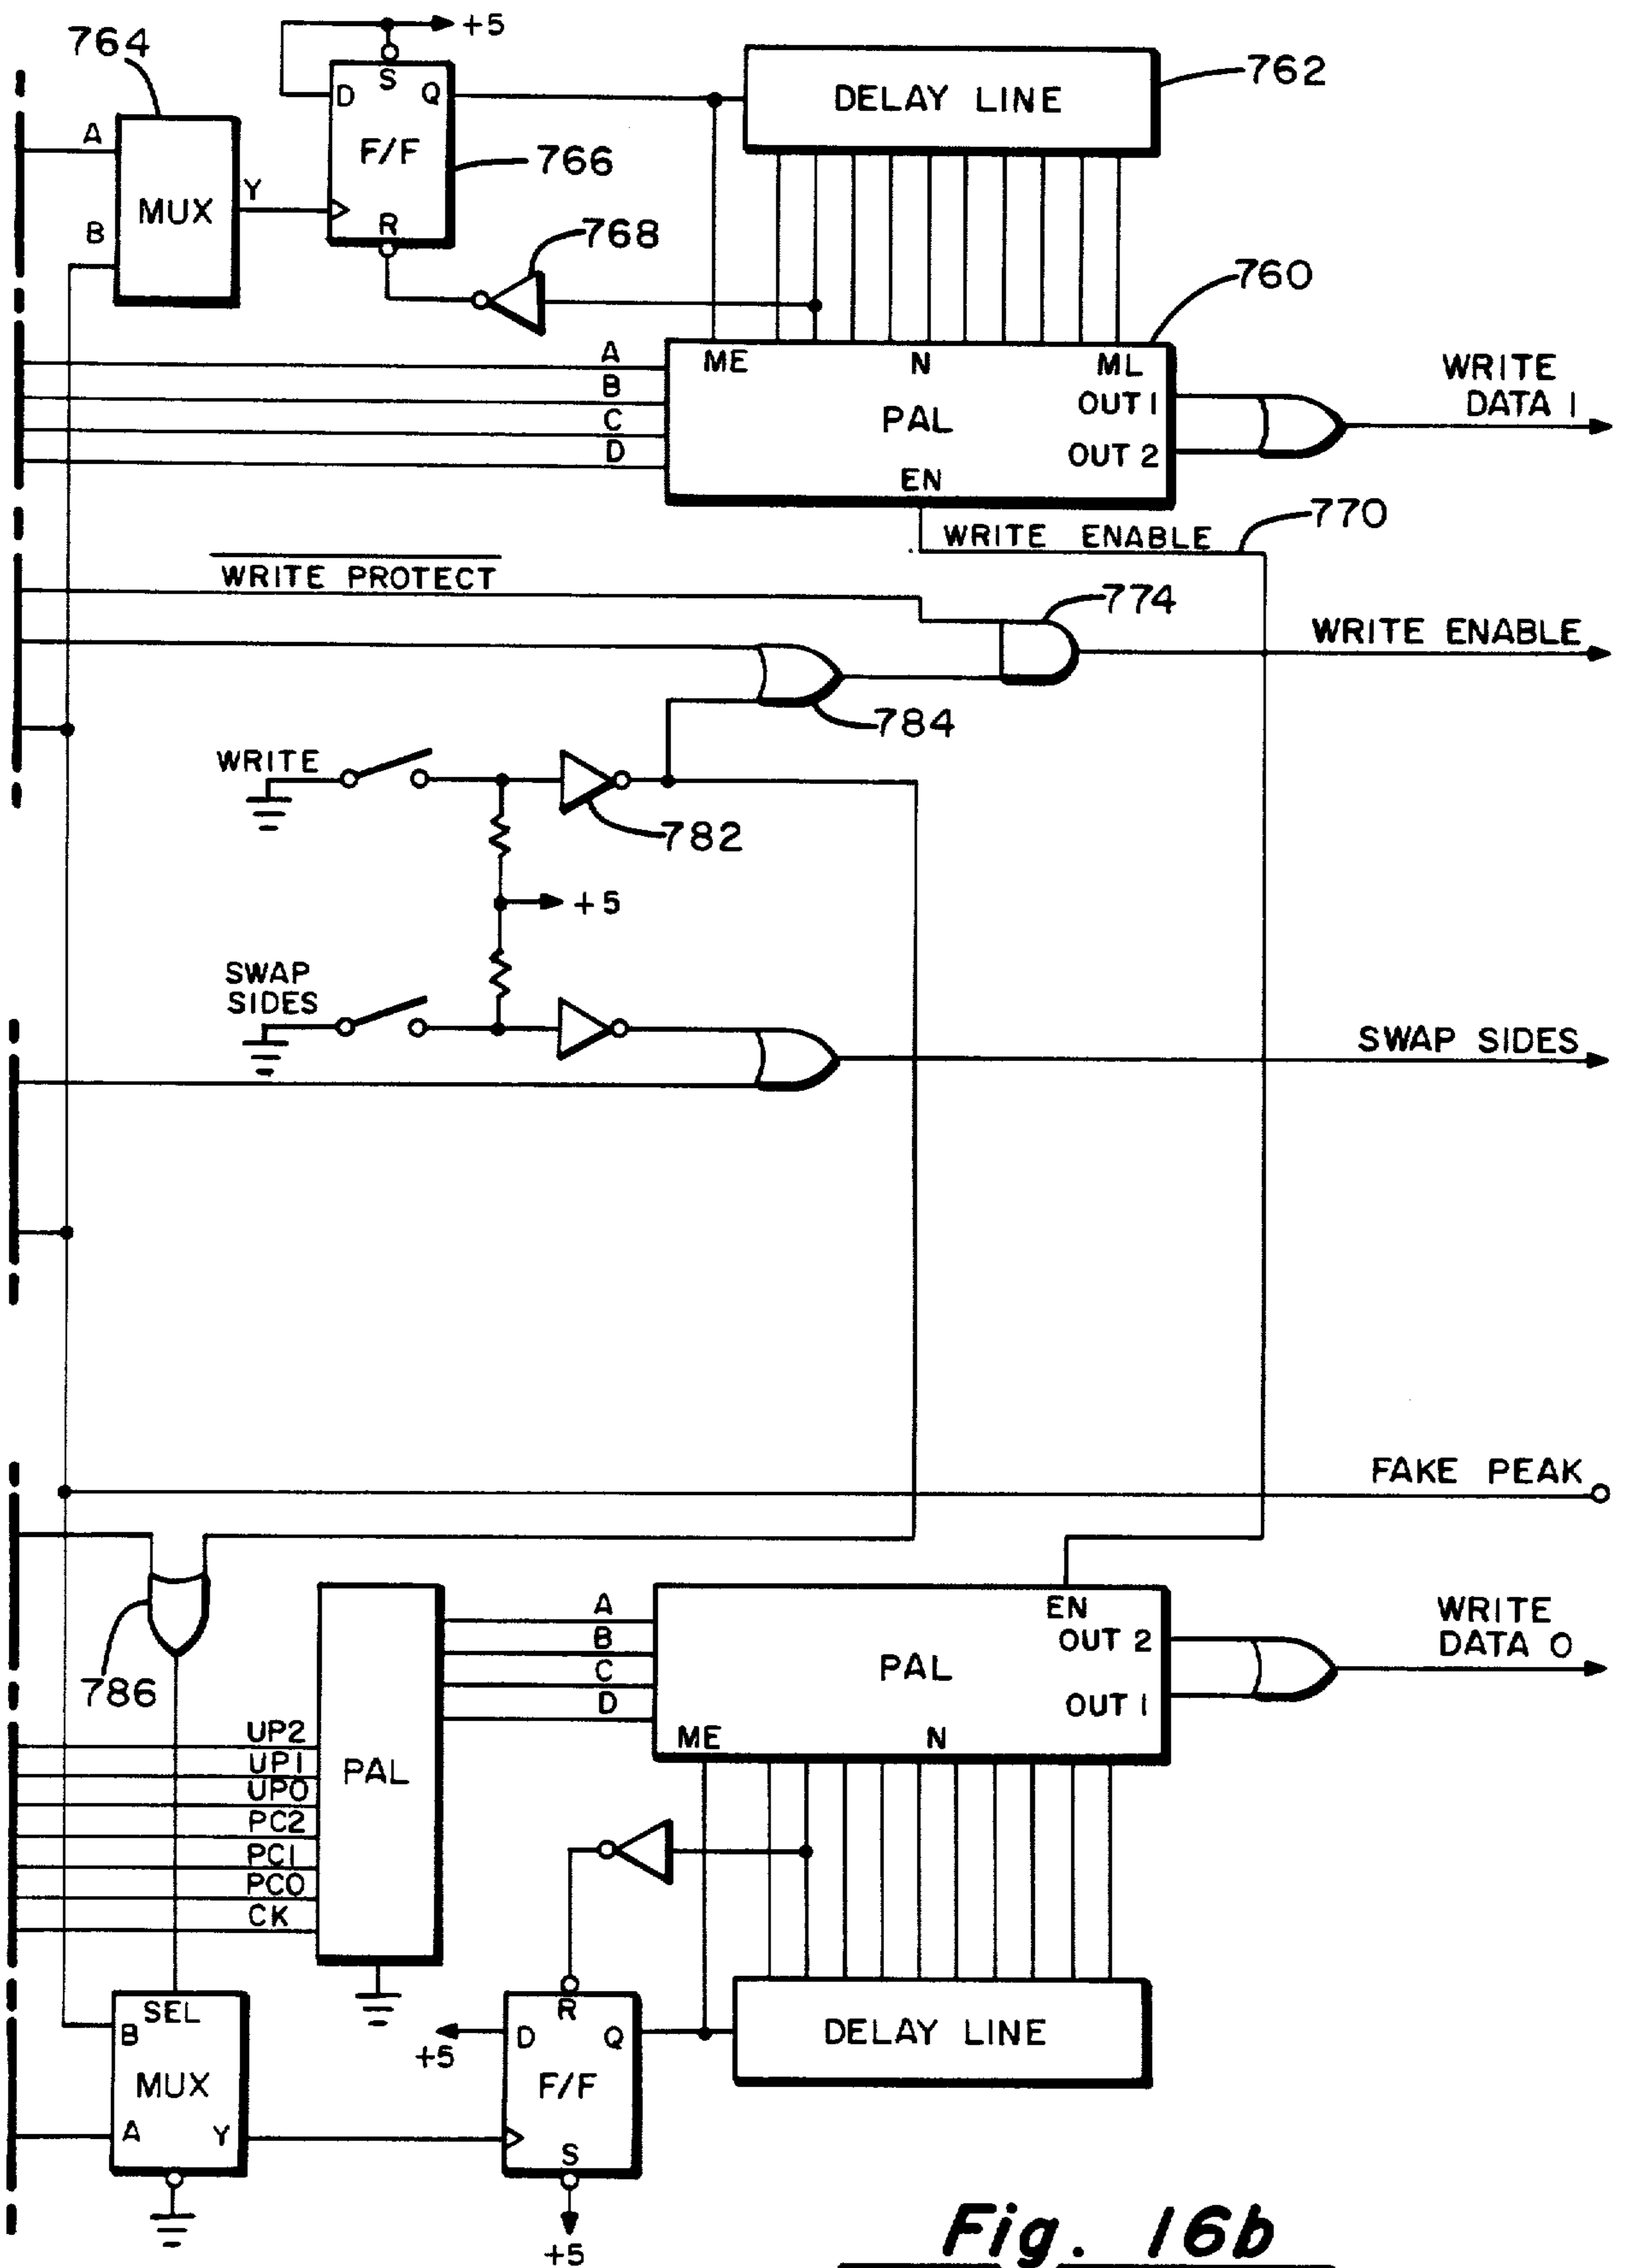 764
+5
S
D
Q
F/F
R
766
DELAY LINE
762
A
B
MUX
Y
768
760
A
B
C
D
ME
N
ML
PAL
OUT 1
OUT 2
EN
WRITE
DATA 1
WRITE ENABLE
770
WRITE PROTECT
774
WRITE ENABLE
784
WRITE
782
+5
SWAP
SIDES
SWAP SIDES
FAKE PEAK
786
A
B
C
D
EN
OUT 2
PAL
OUT 1
ME
N
WRITE
DATA 0
UP2
UP1
UP0
PC2
PC1
PC0
CK
PAL
SEL
B
MUX
A
Y
+5
R
D
Q
F/F
S
+5
DELAY LINE
Fig. 16b